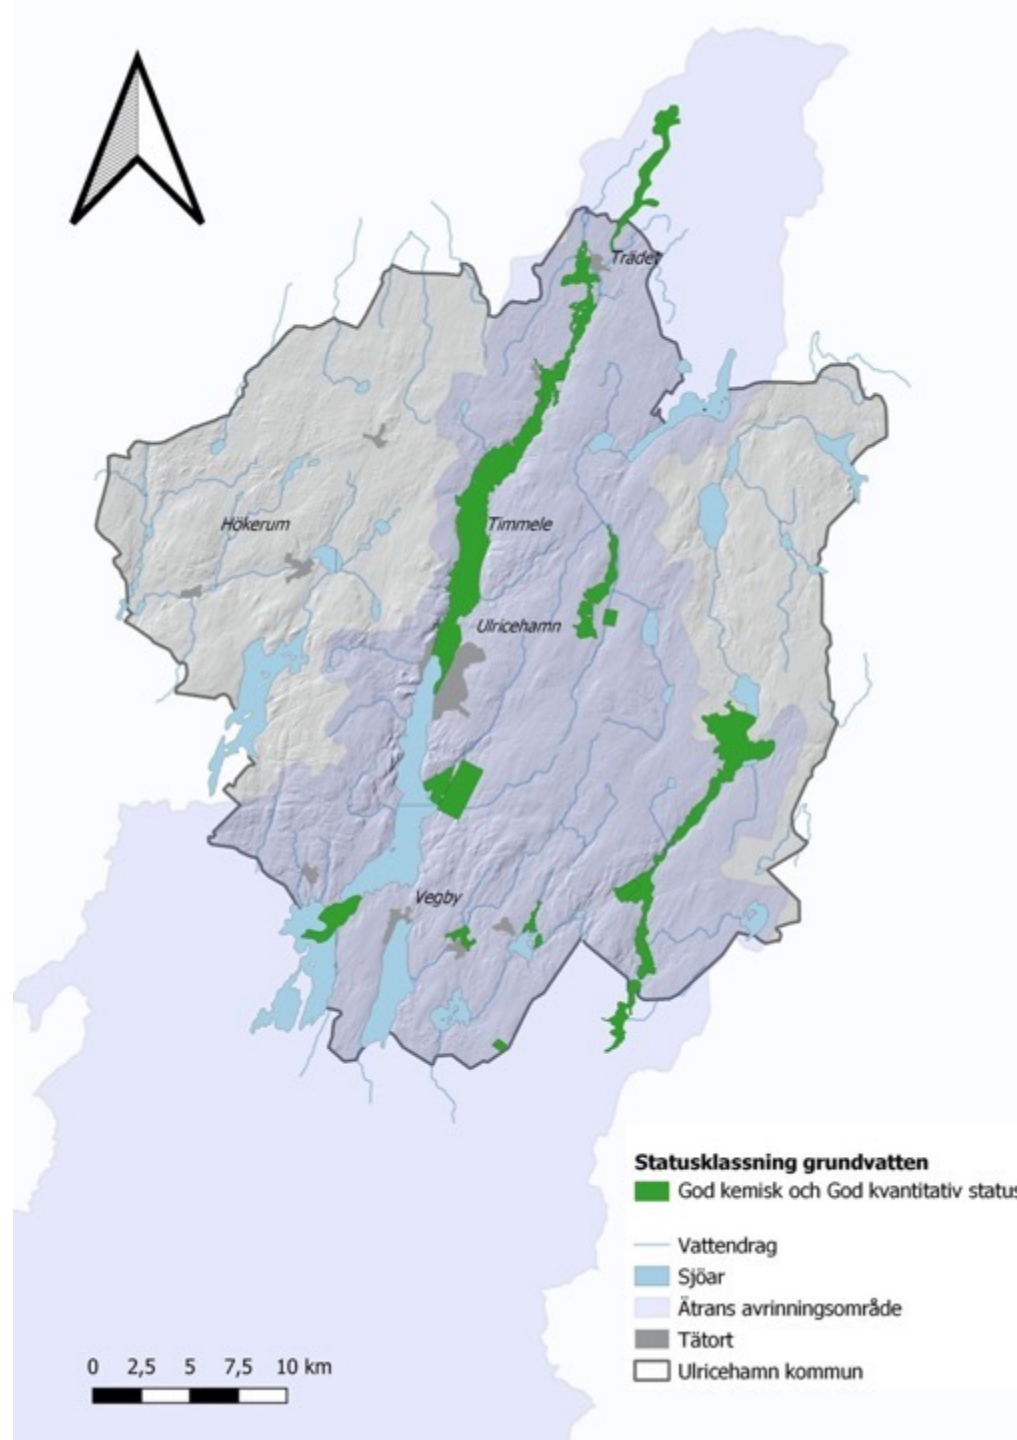 Trädet
Hökerum
Timmele
Ulricehamn
Vegby
Statusklassning grundvatten
God kemisk och God kvantitativ status
Vattendrag
Sjöar
Ätrans avrinningsområde
Tätort
Ulricehamn kommun
0 2,5 5 7,5 10 km